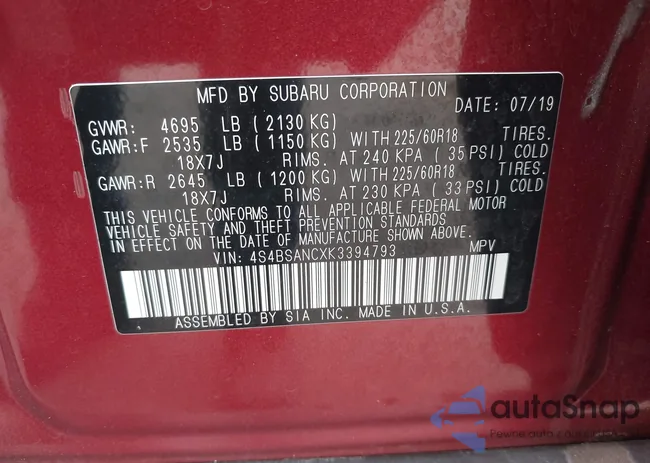 MFD BY SUBARU CORPORATION
DATE: 07/19
GVWR: 4695 LB ( 2130 KG)
GAWR:F 2535 LB ( 1150 KG) WITH 225/60R18 TIRES.
18X7J RIMS. AT 240 KPA ( 35 PSI) COLD
GAWR:R 2645 LB ( 1200 KG) WITH 225/60R18 TIRES.
18X7J RIMS. AT 230 KPA ( 33 PSI) COLD
THIS VEHICLE CONFORMS TO ALL APPLICABLE FEDERAL MOTOR
VEHICLE SAFETY AND THEFT PREVENTION STANDARDS
IN EFFECT ON THE DATE OF MANUFACTURE SHOWN ABOVE.
VIN: 4S4BSANCXK3394793 MPV
ASSEMBLED BY SIA INC. MADE IN U.S.A.
autoSnap
Pewne auto z